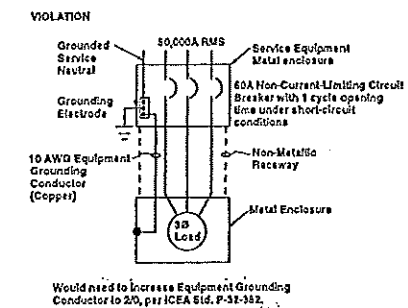 VIOLATION
Grounded
Service
Neutral
50,000A RMS
Service Equipment
Metal enclosure
60A Non-Current-Limiting Circuit
Breaker with 1 cycle opening
time under short-circuit
conditions
Grounding
Electrode
10 AWG Equipment
Grounding
Conductor
(Copper)
Non-Metallic
Raceway
Metal Enclosure
3Ø
Load
Would need to increase Equipment Grounding
Conductor to 2/0, per ICEA Std. P-32-382.